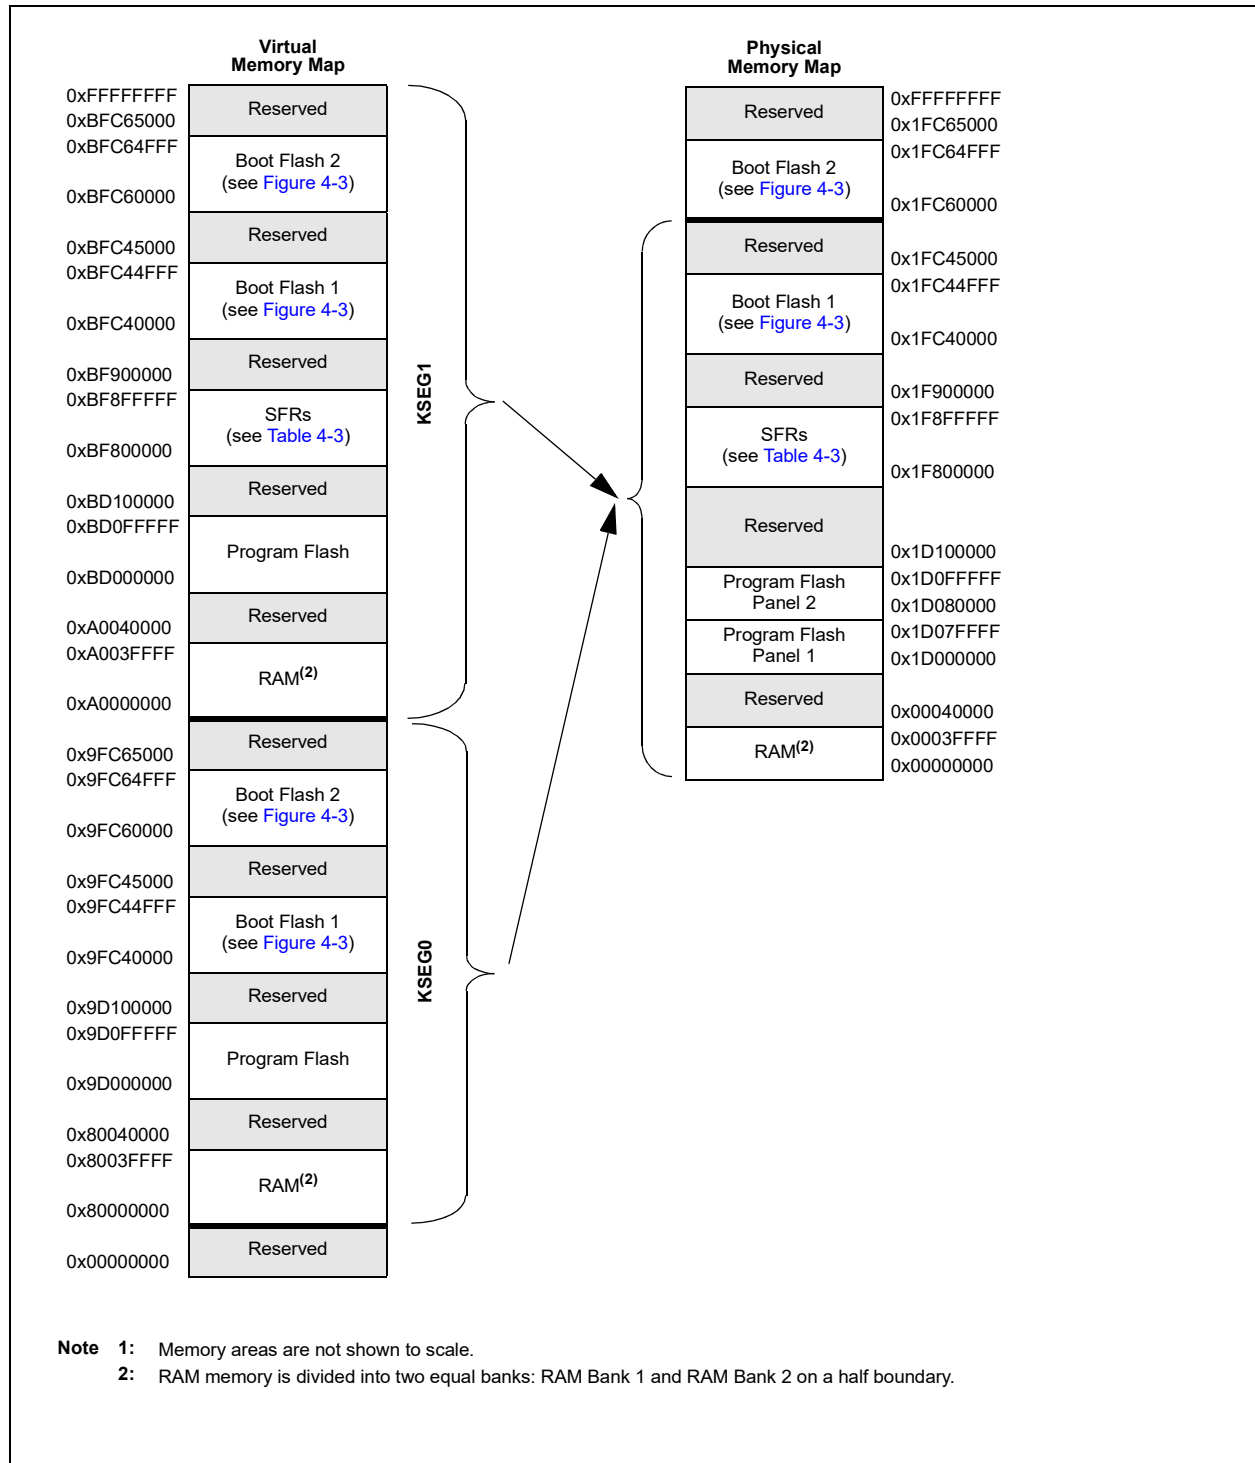 Virtual
Memory Map
0xFFFFFFFF
Reserved
0xBFC65000
0xBFC64FFF
Boot Flash 2
(see Figure 4-3)
0xBFC60000
Reserved
0xBFC45000
0xBFC44FFF
Boot Flash 1
(see Figure 4-3)
0xBFC40000
Reserved
0xBF900000
0xBF8FFFFF
SFRs
(see Table 4-3)
0xBF800000
Reserved
0xBD100000
0xBD0FFFFF
Program Flash
0xBD000000
Reserved
0xA0040000
0xA003FFFF
RAM(2)
0xA0000000
KSEG1
Reserved
0x9FC65000
0x9FC64FFF
Boot Flash 2
(see Figure 4-3)
0x9FC60000
Reserved
0x9FC45000
0x9FC44FFF
Boot Flash 1
(see Figure 4-3)
0x9FC40000
Reserved
0x9D100000
0x9D0FFFFF
Program Flash
0x9D000000
Reserved
0x80040000
0x8003FFFF
RAM(2)
0x80000000
KSEG0
Reserved
0x00000000
Physical
Memory Map
0xFFFFFFFF
Reserved
0x1FC65000
0x1FC64FFF
Boot Flash 2
(see Figure 4-3)
0x1FC60000
Reserved
0x1FC45000
0x1FC44FFF
Boot Flash 1
(see Figure 4-3)
0x1FC40000
Reserved
0x1F900000
0x1F8FFFFF
SFRs
(see Table 4-3)
0x1F800000
Reserved
0x1D100000
0x1D0FFFFF
Program Flash
Panel 2
0x1D080000
0x1D07FFFF
Program Flash
Panel 1
0x1D000000
Reserved
0x00040000
0x0003FFFF
RAM(2)
0x00000000
Note 1: Memory areas are not shown to scale.
2: RAM memory is divided into two equal banks: RAM Bank 1 and RAM Bank 2 on a half boundary.